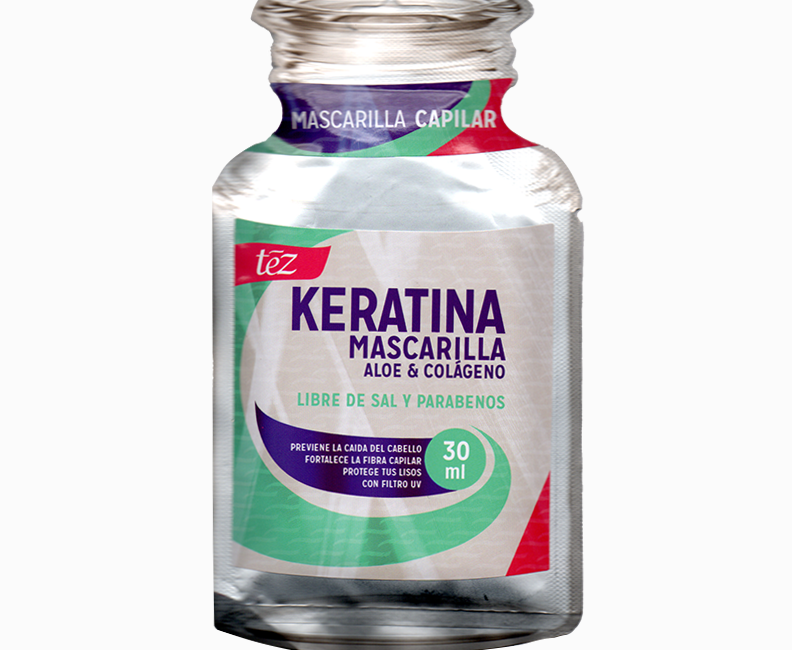 MASCARILLA CAPILAR
tēz
KERATINA
MASCARILLA
ALOE & COLÁGENO
LIBRE DE SAL Y PARABENOS
PREVIENE LA CAIDA DEL CABELLO
FORTALECE LA FIBRA CAPILAR
PROTEGE TUS LISOS
CON FILTRO UV
30
ml